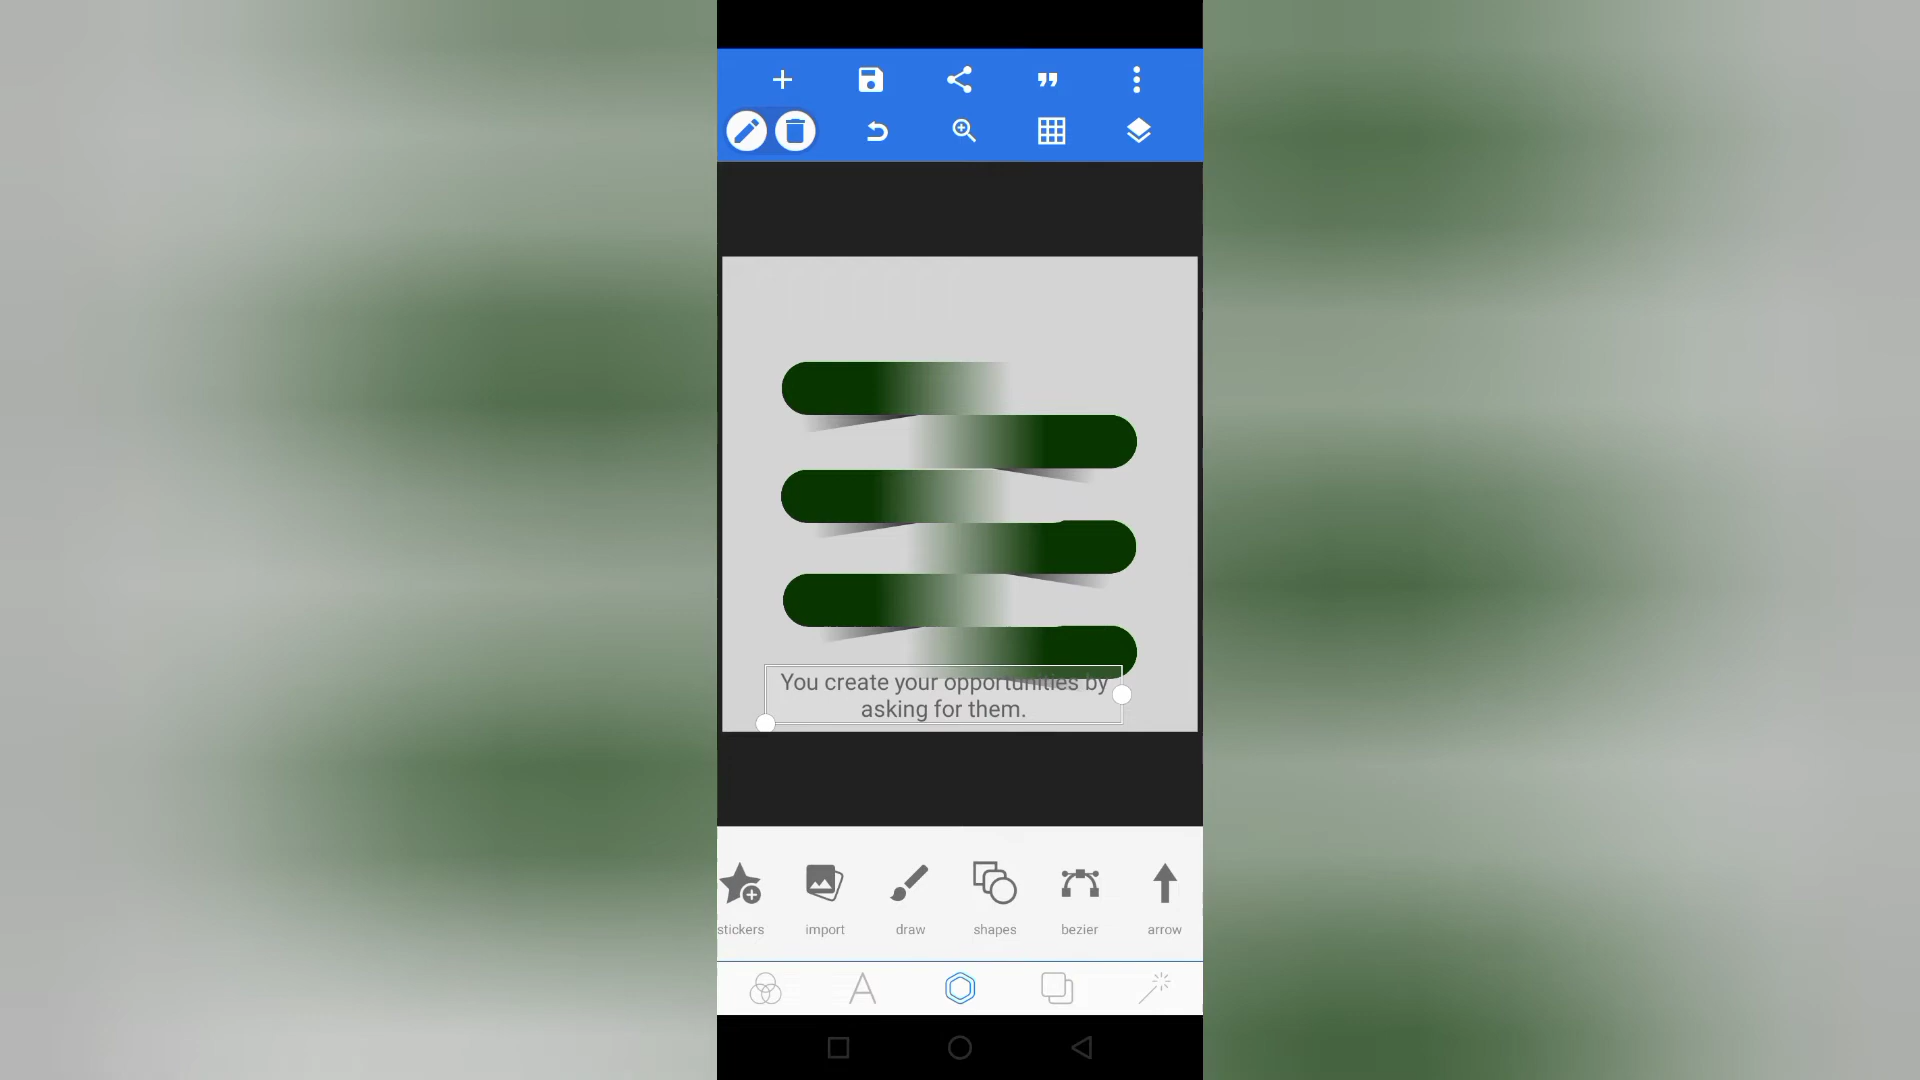 You create your opportunities by
asking for them.
stickers
import
draw
shapes
bezier
arrow